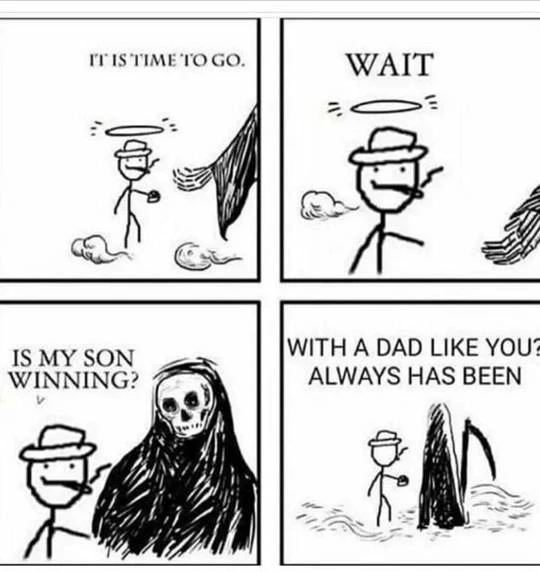 IT IS TIME TO GO.
WAIT
IS MY SON
WINNING?
WITH A DAD LIKE YOU?
ALWAYS HAS BEEN